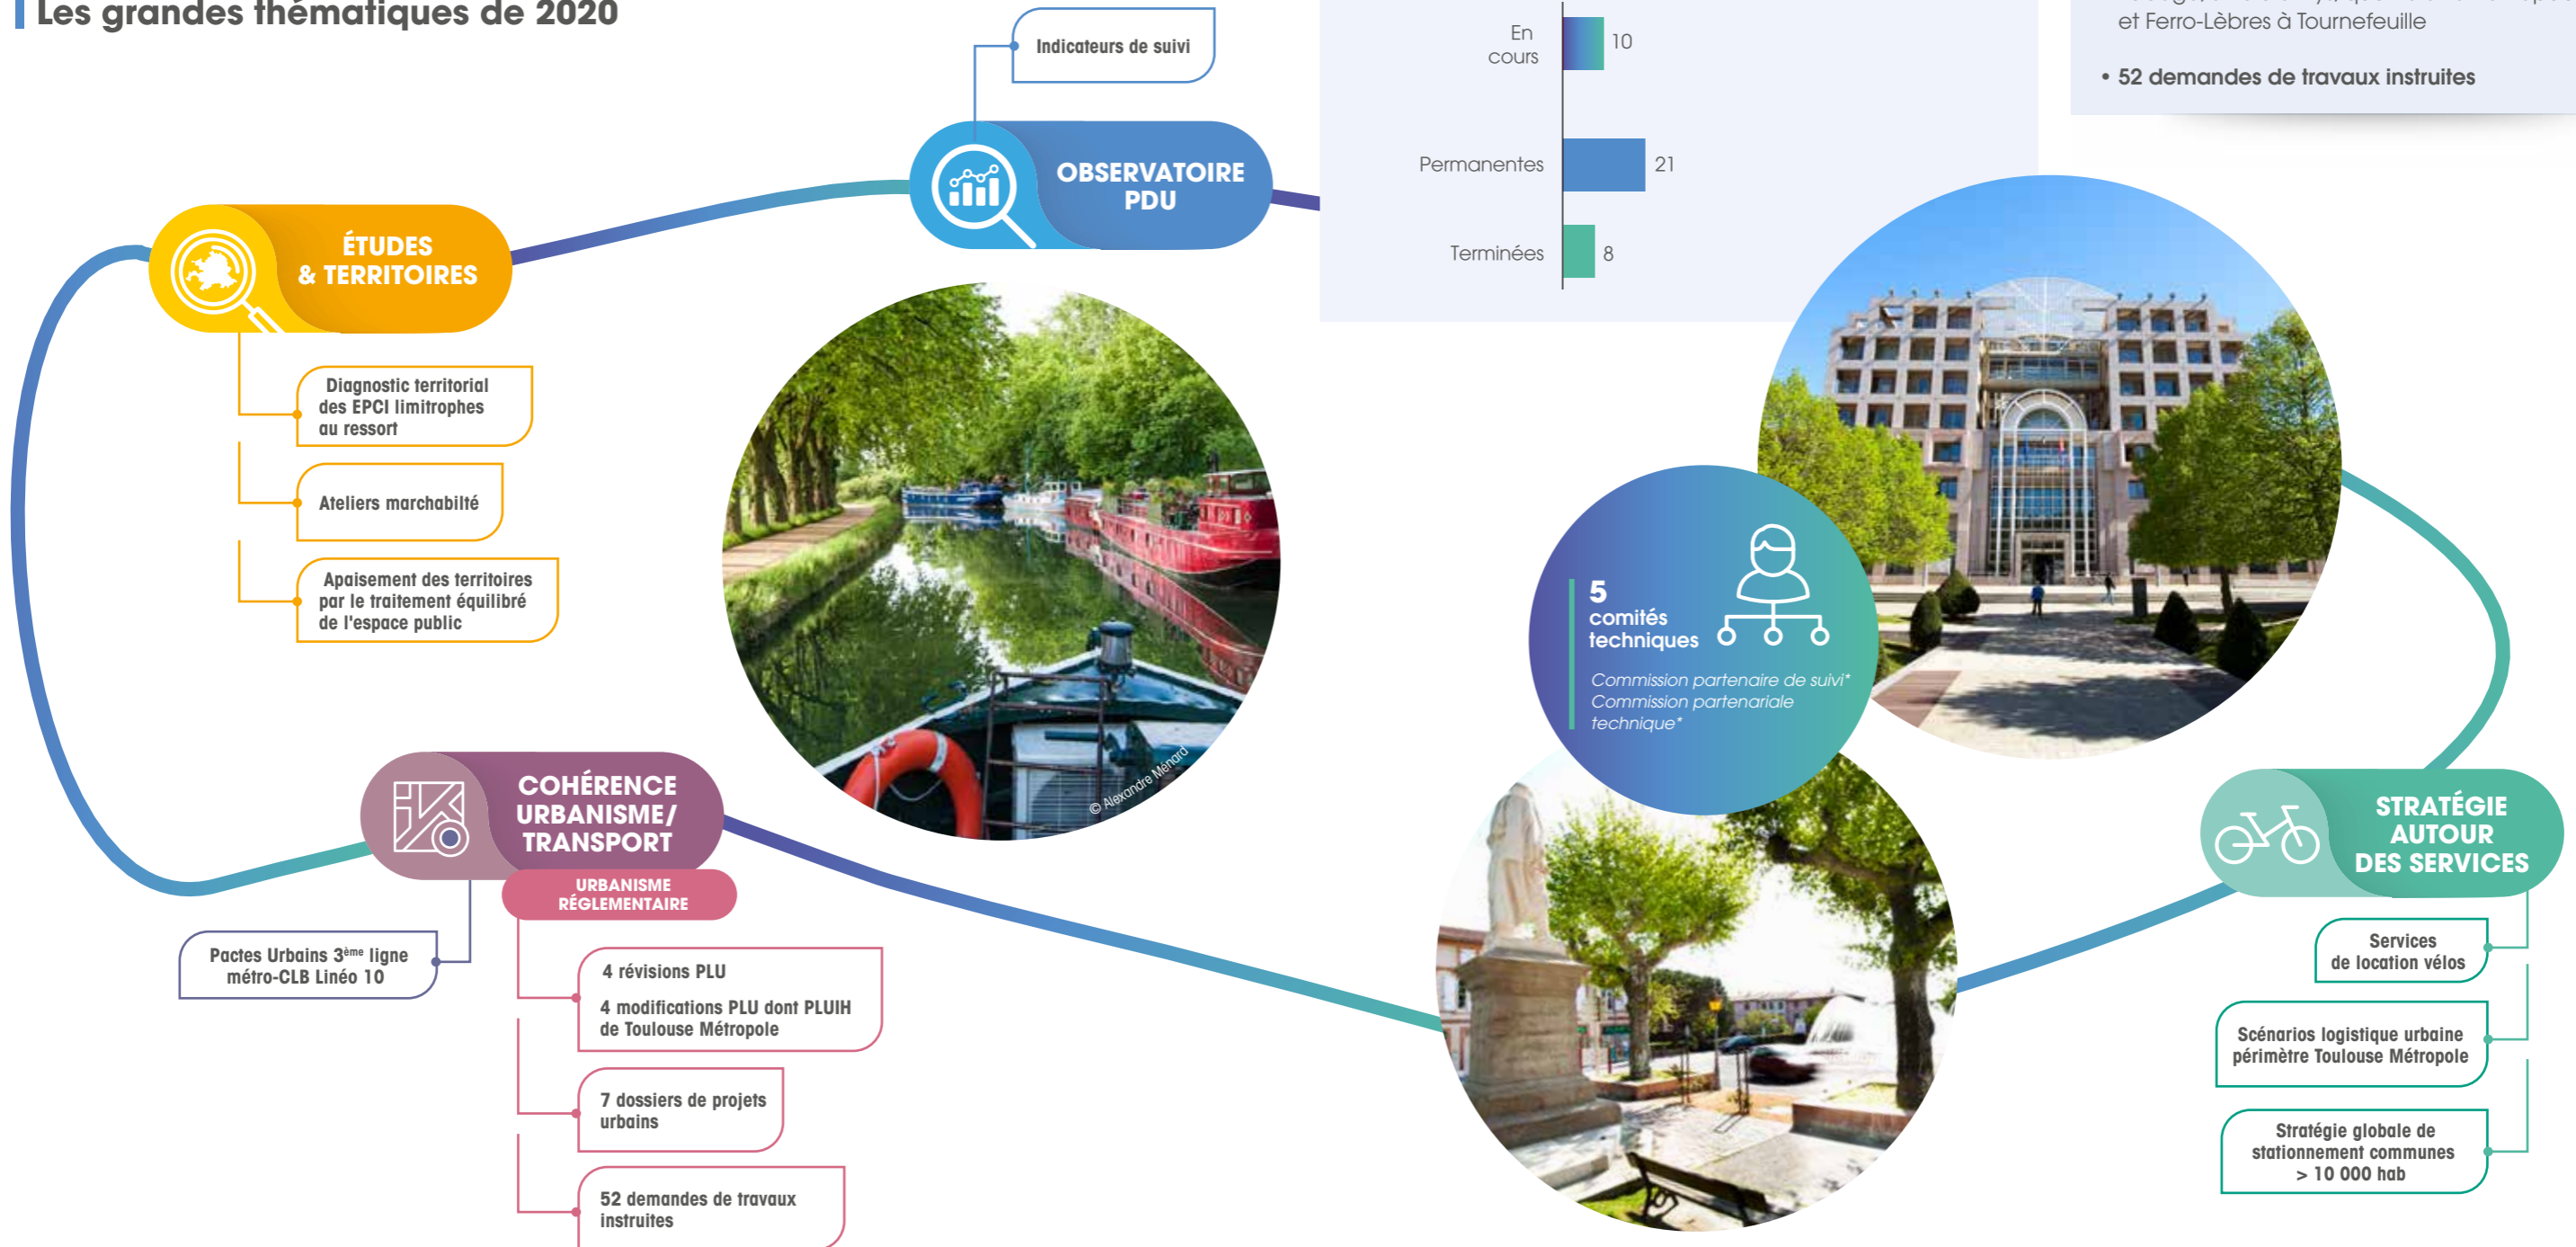 Les grandes thématiques de 2020
Indicateurs de suivi
OBSERVATOIRE
PDU
ÉTUDES
& TERRITOIRES
Diagnostic territorial
des EPCI limitrophes
au ressort
Ateliers marchabilté
Apaisement des territoires
par le traitement équilibré
de l'espace public
COHÉRENCE
URBANISME/
TRANSPORT
URBANISME
RÉGLEMENTAIRE
Pactes Urbains 3ème ligne
métro-CLB Linéo 10
4 révisions PLU
4 modifications PLU dont PLUIH
de Toulouse Métropole
7 dossiers de projets
urbains
52 demandes de travaux
instruites
© Alexandre Ménard
En
cours
10
Permanentes
21
Terminées
8
et Ferro-Lèbres à Tournefeuille
• 52 demandes de travaux instruites
5
comités
techniques
Commission partenaire de suivi*
Commission partenariale
technique*
STRATÉGIE
AUTOUR
DES SERVICES
Services
de location vélos
Scénarios logistique urbaine
périmètre Toulouse Métropole
Stratégie globale de
stationnement communes
> 10 000 hab